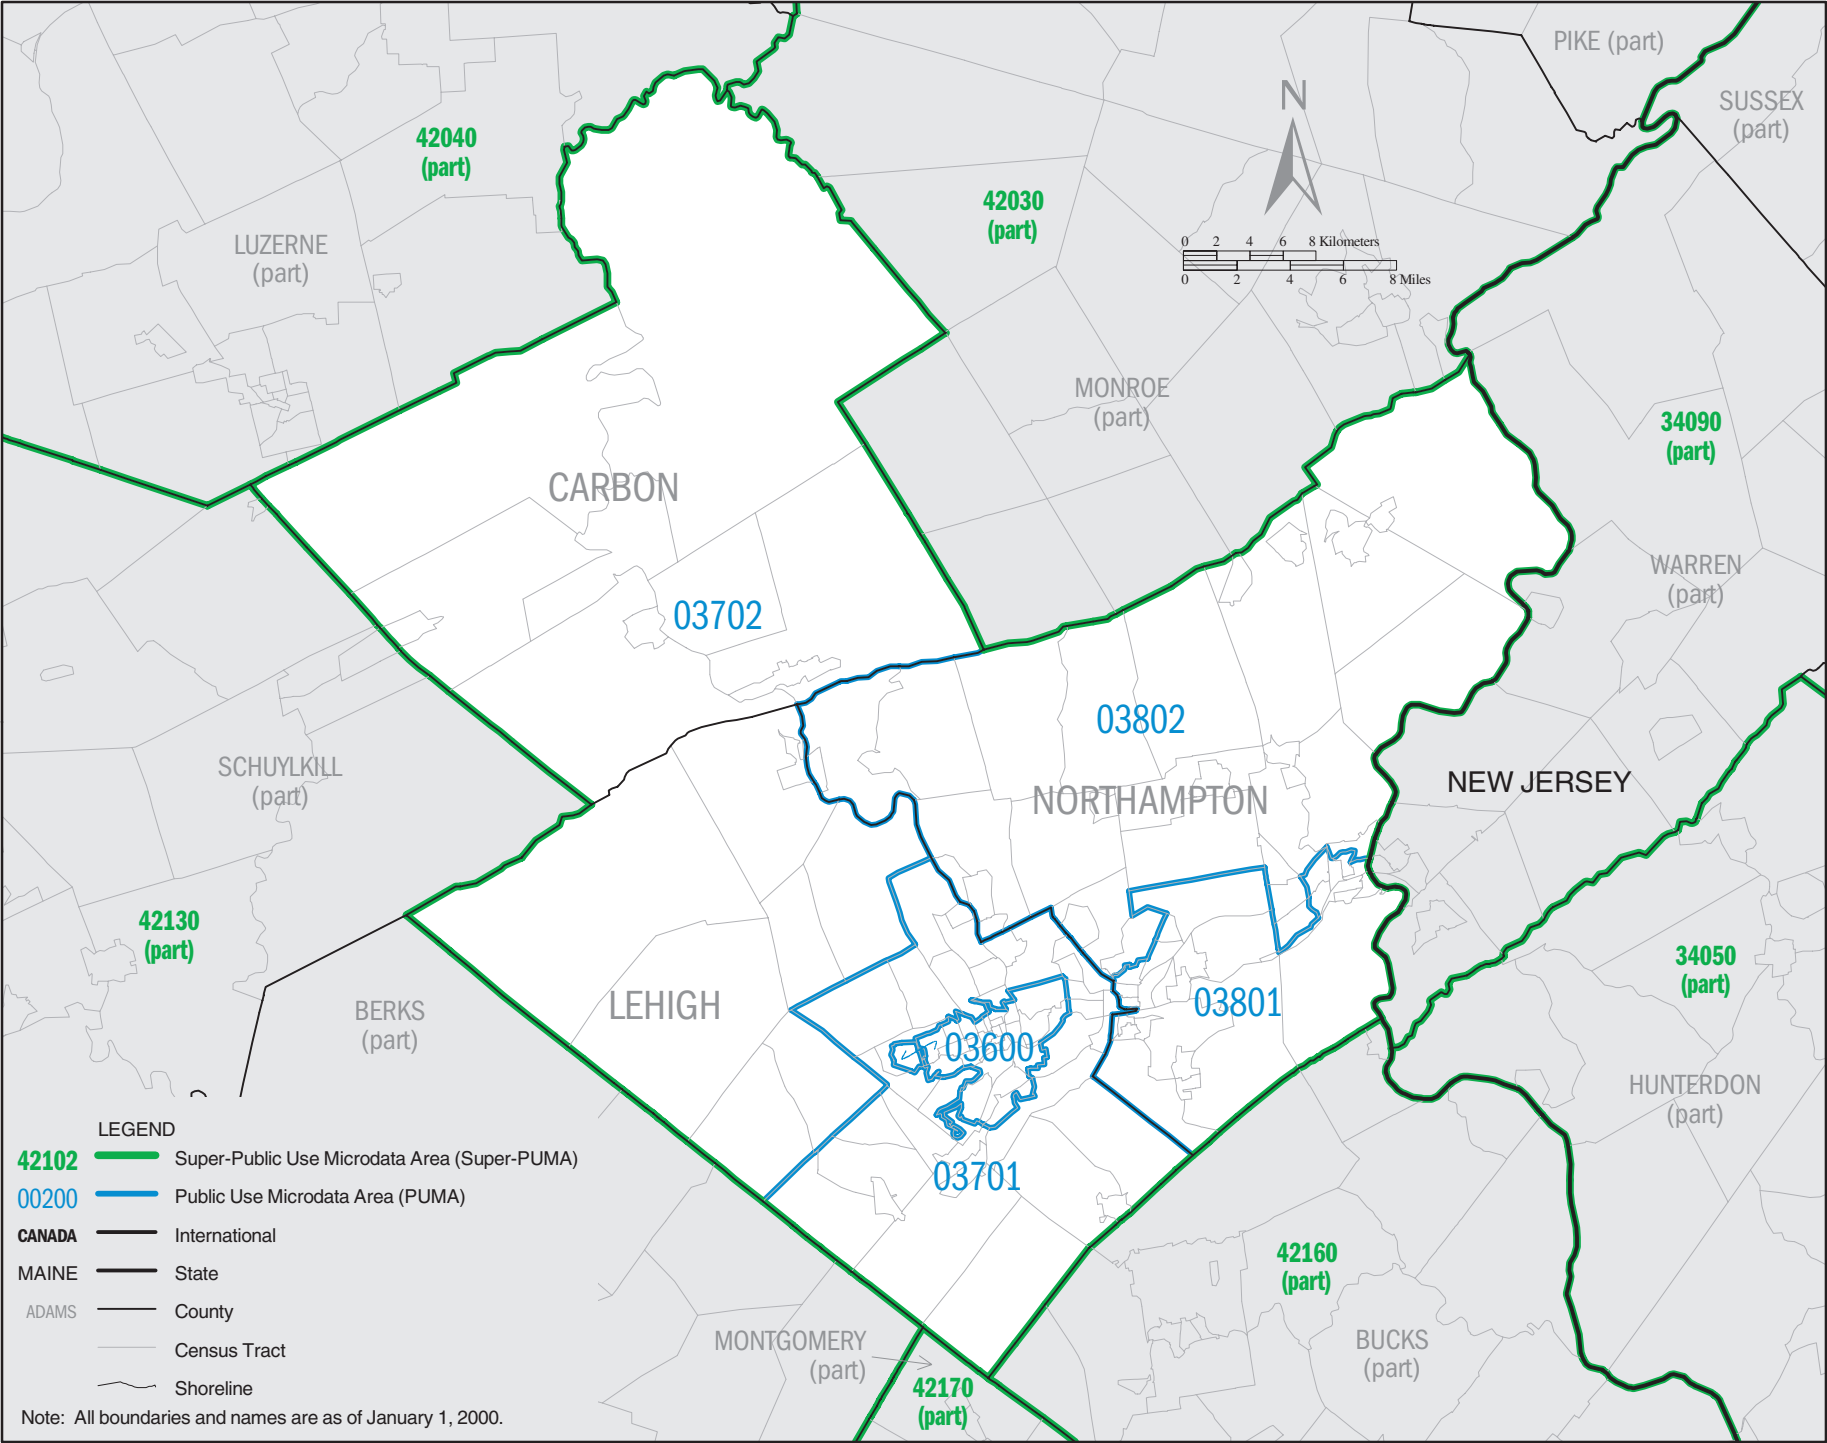 PIKE (part)
SUSSEX
(part)
N
42040
(part)
42030
(part)
0 2 4 6 8 Kilometers
0 2 4 6 8 Miles
LUZERNE
(part)
MONROE
(part)
34090
(part)
CARBON
WARREN
(part)
03702
03802
SCHUYLKILL
(part)
NEW JERSEY
NORTHAMPTON
42130
(part)
34050
(part)
BERKS
(part)
LEHIGH
03801
03600
HUNTERDON
(part)
03701
LEGEND
42102 Super-Public Use Microdata Area (Super-PUMA)
00200 Public Use Microdata Area (PUMA)
CANADA International
MAINE State
ADAMS County
Census Tract
Shoreline
Note: All boundaries and names are as of January 1, 2000.
42160
(part)
MONTGOMERY
(part)
BUCKS
(part)
42170
(part)